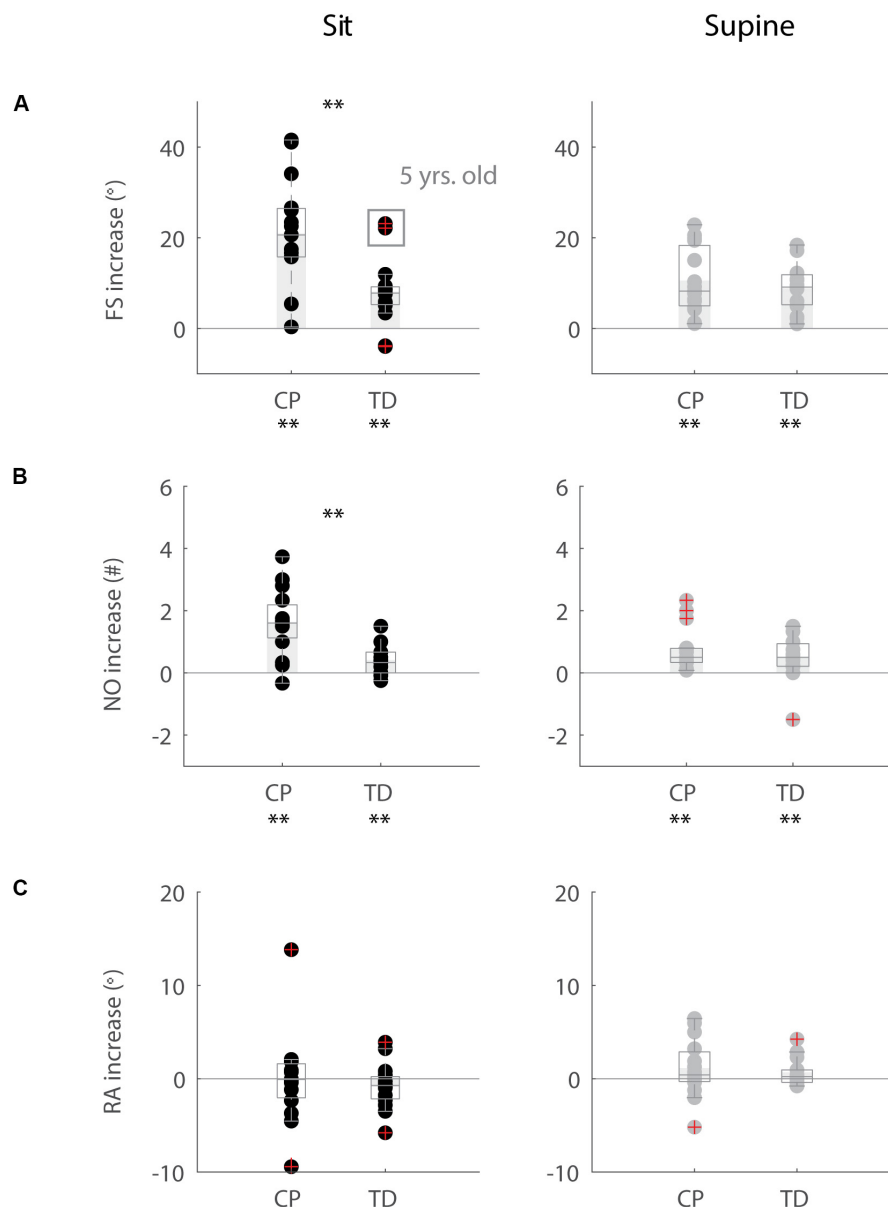 Sit Supine
A
FS increase (°)
40
20
0
**
5 yrs. old
CP TD
** **
CP TD
** **
B
NO increase (#)
6
4
2
0
-2
**
CP TD
** **
6
4
2
0
-2
CP TD
** **
C
RA increase (°)
20
10
0
-10
CP TD
20
10
0
-10
CP TD
40
20
0